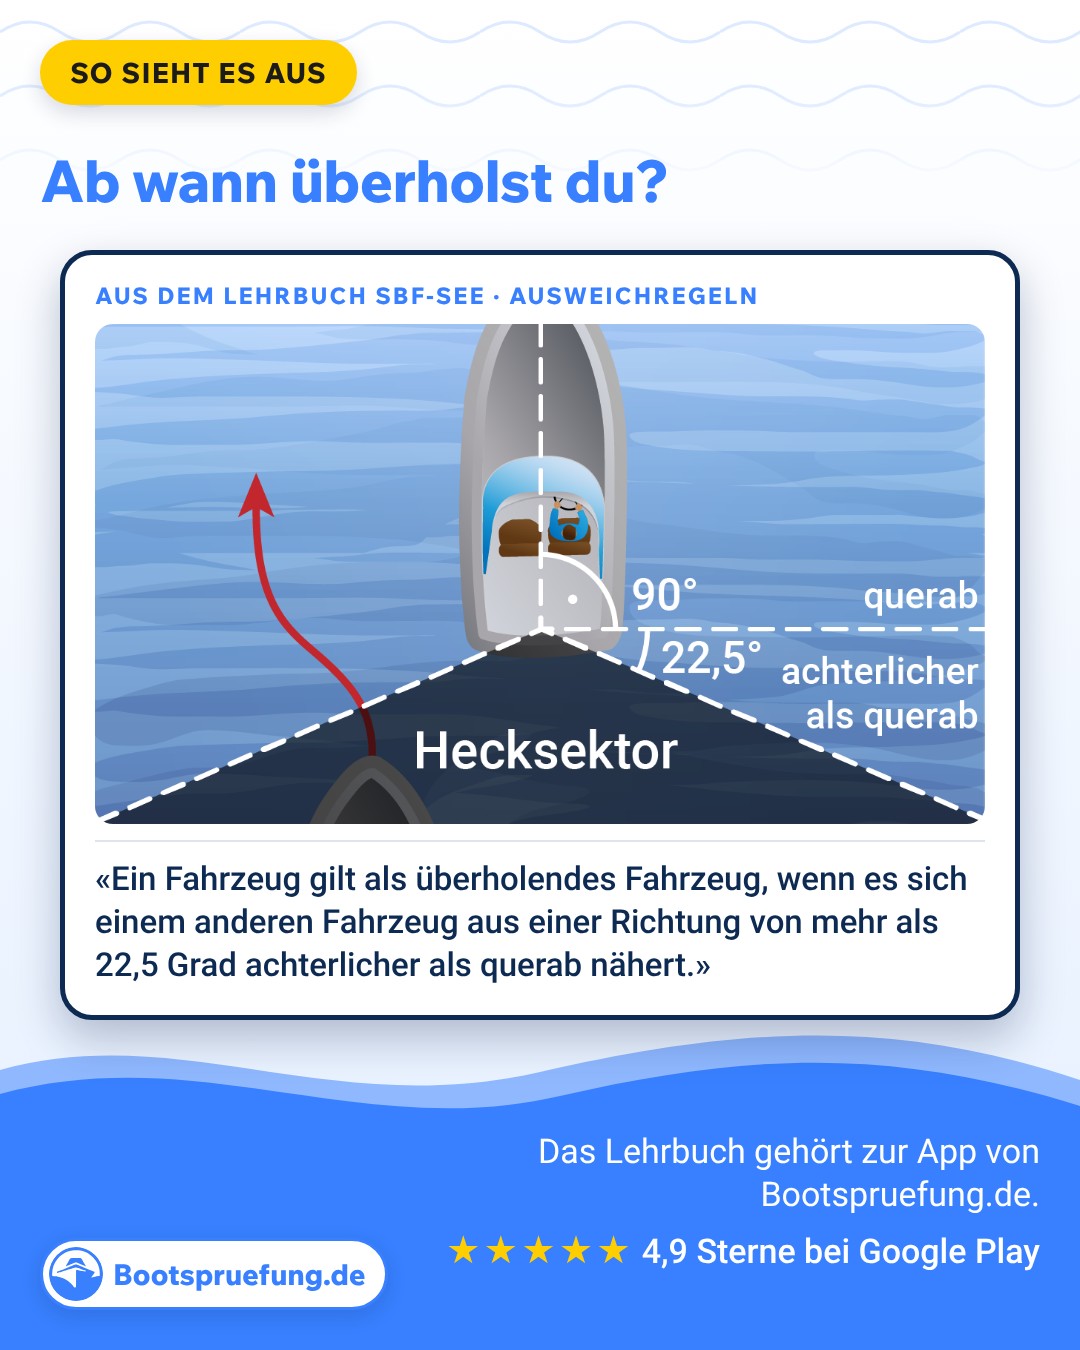 SO SIEHT ES AUS
Ab wann überholst du?
AUS DEM LEHRBUCH SBF-SEE · AUSWEICHREGELN
90°
querab
22,5°
achterlicher
als querab
Hecksektor
«Ein Fahrzeug gilt als überholendes Fahrzeug, wenn es sich
einem anderen Fahrzeug aus einer Richtung von mehr als
22,5 Grad achterlicher als querab nähert.»
Das Lehrbuch gehört zur App von
Bootspruefung.de.
★★★★★ 4,9 Sterne bei Google Play
Bootspruefung.de